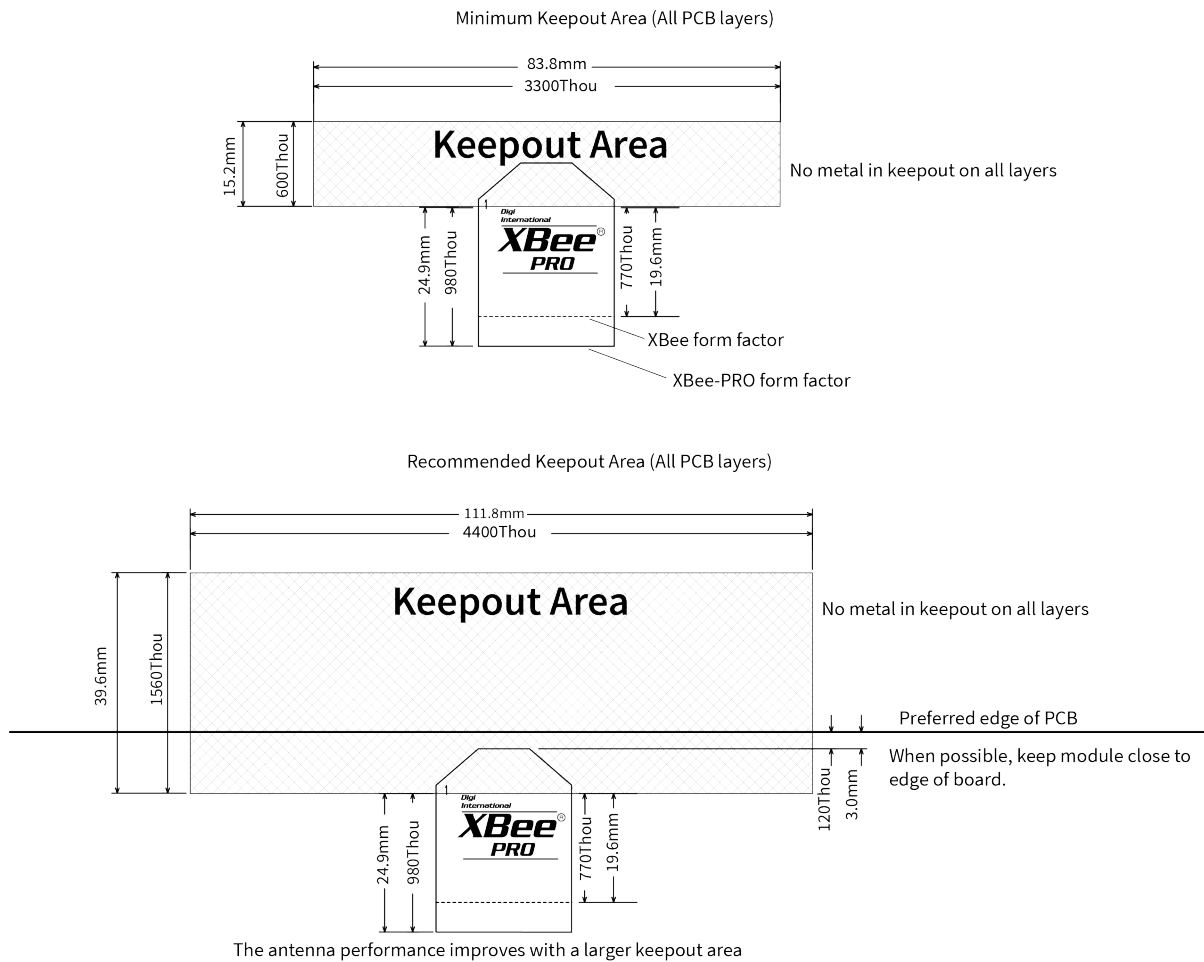 Minimum Keepout Area (All PCB layers)
83.8mm
3300Thou
Keepout Area
15.2mm
600Thou
No metal in keepout on all layers
1
Digi
International
XBee®
PRO
24.9mm
980Thou
770Thou
19.6mm
XBee form factor
XBee-PRO form factor
Recommended Keepout Area (All PCB layers)
111.8mm
4400Thou
Keepout Area
No metal in keepout on all layers
39.6mm
1560Thou
Preferred edge of PCB
When possible, keep module close to
edge of board.
120Thou
3.0mm
1
Digi
International
XBee®
PRO
24.9mm
980Thou
770Thou
19.6mm
The antenna performance improves with a larger keepout area